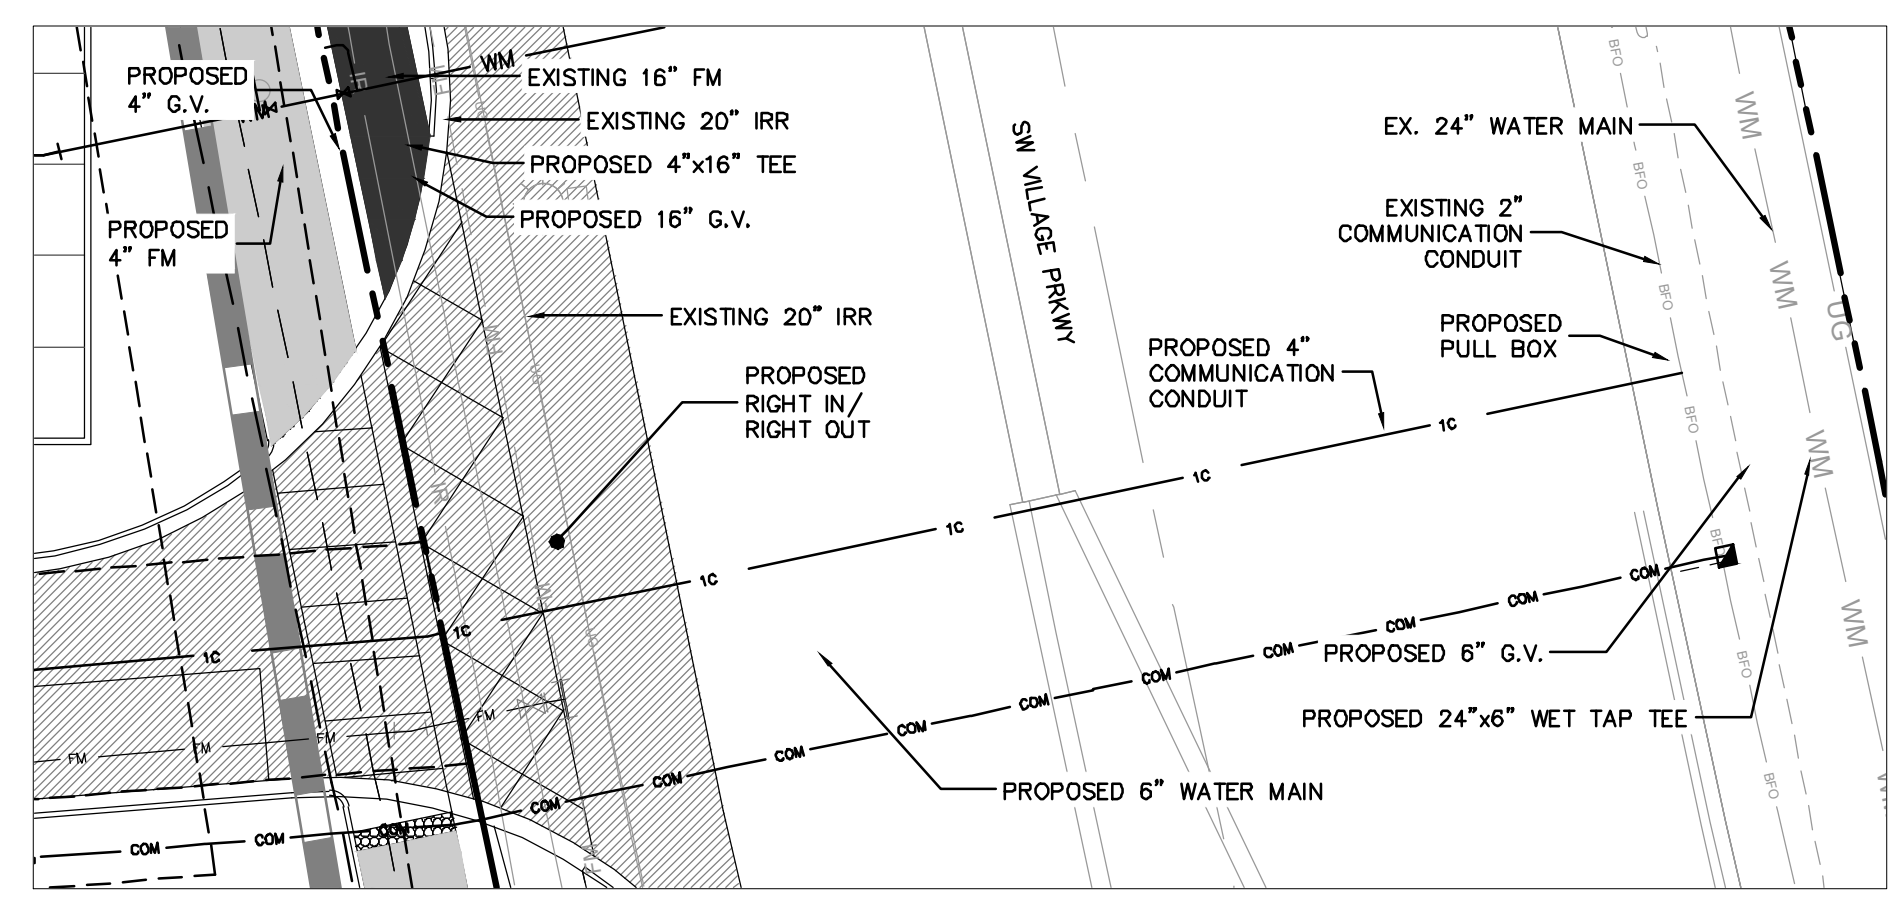 PROPOSED
4" G.V.
WM
EXISTING 16" FM
EXISTING 20" IRR
PROPOSED 4"x16" TEE
PROPOSED 16" G.V.
PROPOSED
4" FM
EXISTING 20" IRR
PROPOSED
RIGHT IN/
RIGHT OUT
SW VILLAGE PRKWY
EX. 24" WATER MAIN
EXISTING 2"
COMMUNICATION
CONDUIT
PROPOSED
PULL BOX
PROPOSED 4"
COMMUNICATION
CONDUIT
PROPOSED 6" G.V.
PROPOSED 24"x6" WET TAP TEE
PROPOSED 6" WATER MAIN
1C
1C
1C
1C
1C
1C
COM
COM
COM
COM
COM
COM
COM
COM
COM
COM
COM
COM
COM
FM
FM
FM
FM
BFO
BFO
BFO
BFO
BFO
BFO
BFO
WM
WM
WM
WM
UG
UG
UG
IR